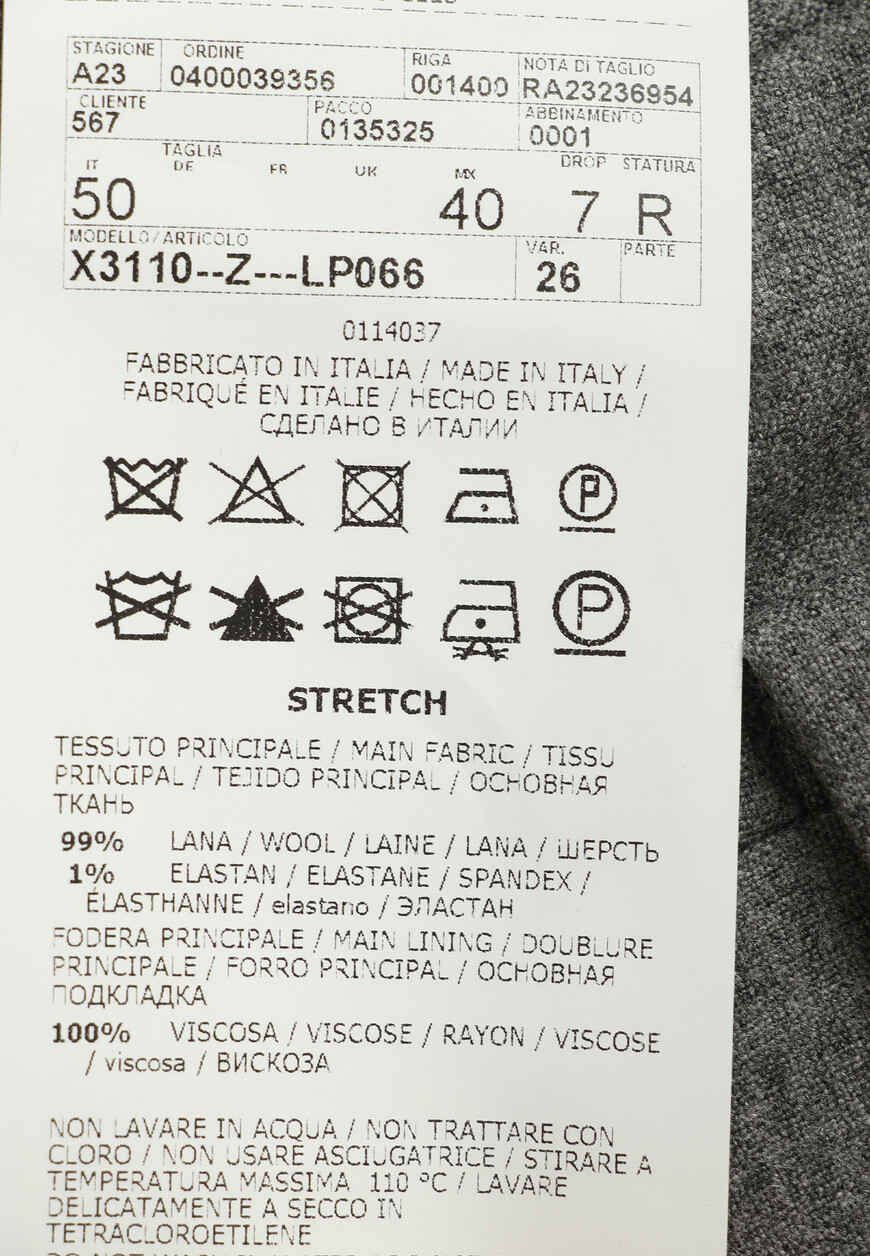 STAGIONE ORDINE RIGA NOTA DI TAGLIO
A23 0400039356 001400 RA23236954
CLIENTE PACCO ABBINAMENTO
567 0135325 0001
TAGLIA
IT DE FR UK MX DROP STATURA
50 40 7 R
MODELLO/ARTICOLO VAR. PARTE
X3110--Z---LP066 26
0114037
FABBRICATO IN ITALIA / MADE IN ITALY /
FABRIQUÉ EN ITALIE / HECHO EN ITALIA /
СДЕЛАНО В ИТАЛИИ
P
P
STRETCH
TESSUTO PRINCIPALE / MAIN FABRIC / TISSU
PRINCIPAL / TEJIDO PRINCIPAL / ОСНОВНАЯ
ТКАНЬ
99% LANA / WOOL / LAINE / LANA / ШЕРСТЬ
1% ELASTAN / ELASTANE / SPANDEX /
ÉLASTHANNE / elastano / ЭЛАСТАН
FODERA PRINCIPALE / MAIN LINING / DOUBLURE
PRINCIPALE / FORRO PRINCIPAL / ОСНОВНАЯ
ПОДКЛАДКА
100% VISCOSA / VISCOSE / RAYON / VISCOSE
/ viscosa / ВИСКОЗА
NON LAVARE IN ACQUA / NON TRATTARE CON
CLORO / NON USARE ASCIUGATRICE / STIRARE A
TEMPERATURA MASSIMA 110 °C / LAVARE
DELICATAMENTE A SECCO IN
TETRACLOROETILENE